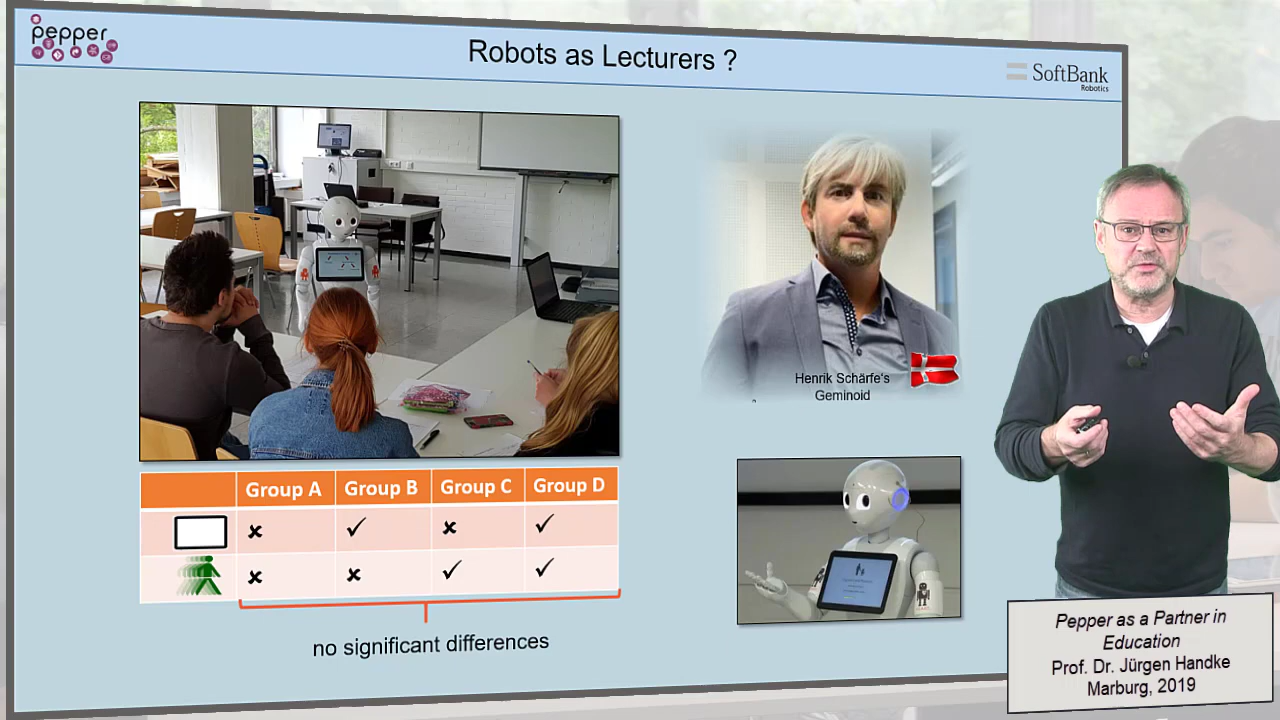 pepper
Robots as Lecturers ?
SoftBank
Robotics
Henrik Schärfe's
Geminoid
Group A Group B Group C Group D
✘ ✓ ✘ ✓
✘ ✘ ✓ ✓
no significant differences
Pepper as a Partner in
Education
Prof. Dr. Jürgen Handke
Marburg, 2019